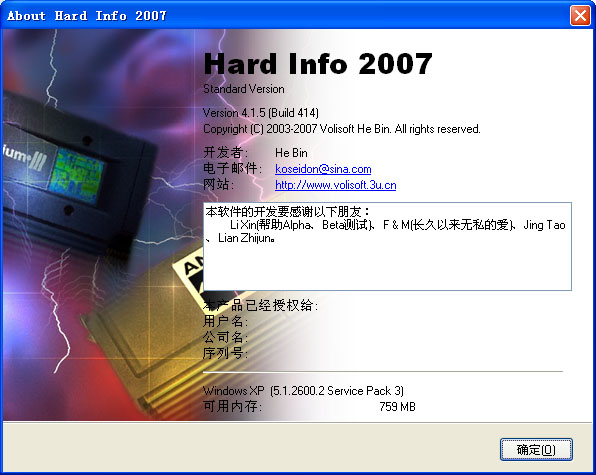 About Hard Info 2007
Hard Info 2007
Standard Version
Version 4.1.5 (Build 414)
Copyright (C) 2003-2007 Volisoft He Bin. All rights reserved.
开发者: He Bin
电子邮件: koseidon@sina.com
网站: http://www.volisoft.3u.cn
本软件的开发要感谢以下朋友：
Li Xin(帮助Alpha、Beta测试)、F & M(长久以来无私的爱)、Jing Tao
、Lian Zhijun。
本产品已经授权给:
用户名:
公司名:
序列号:
Windows XP (5.1.2600.2 Service Pack 3)
可用内存: 759 MB
确定(O)